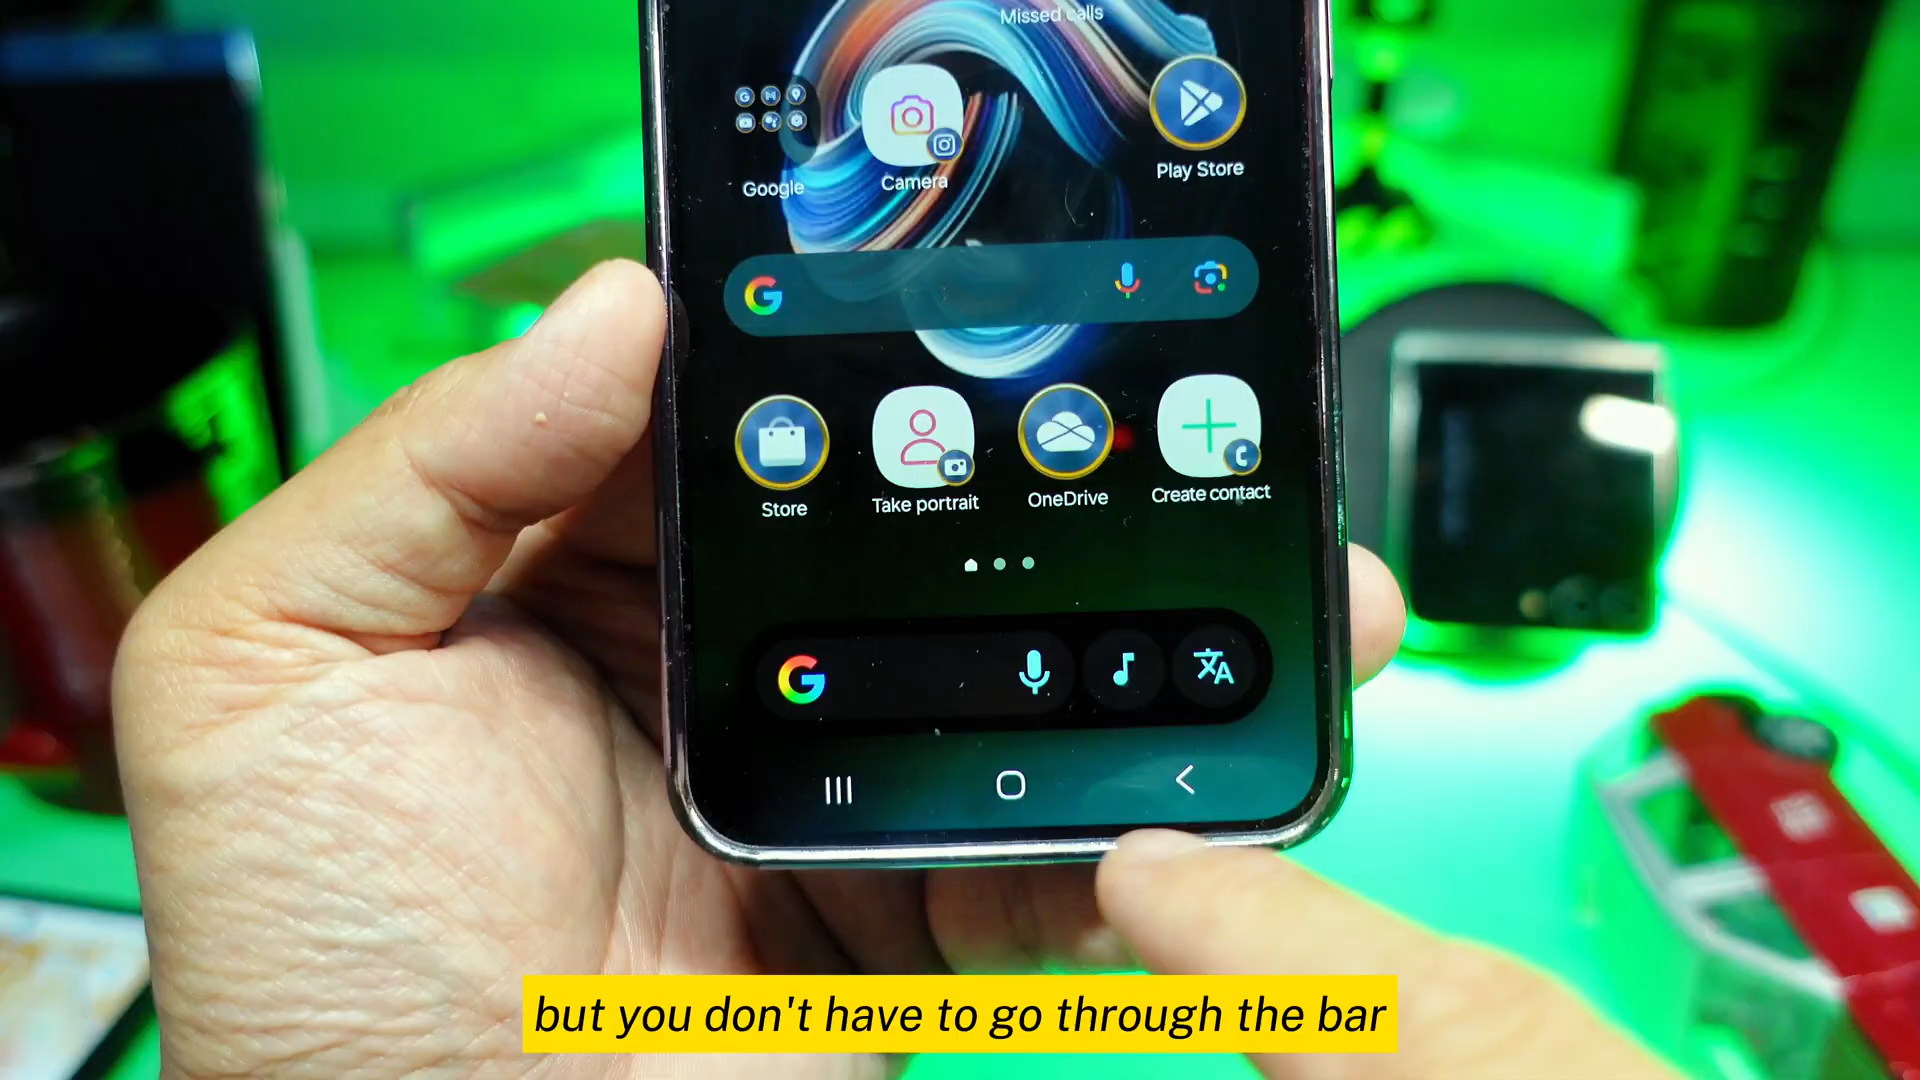 Missed calls
Google
Camera
Play Store
Store
Take portrait
OneDrive
Create contact
but you don't have to go through the bar